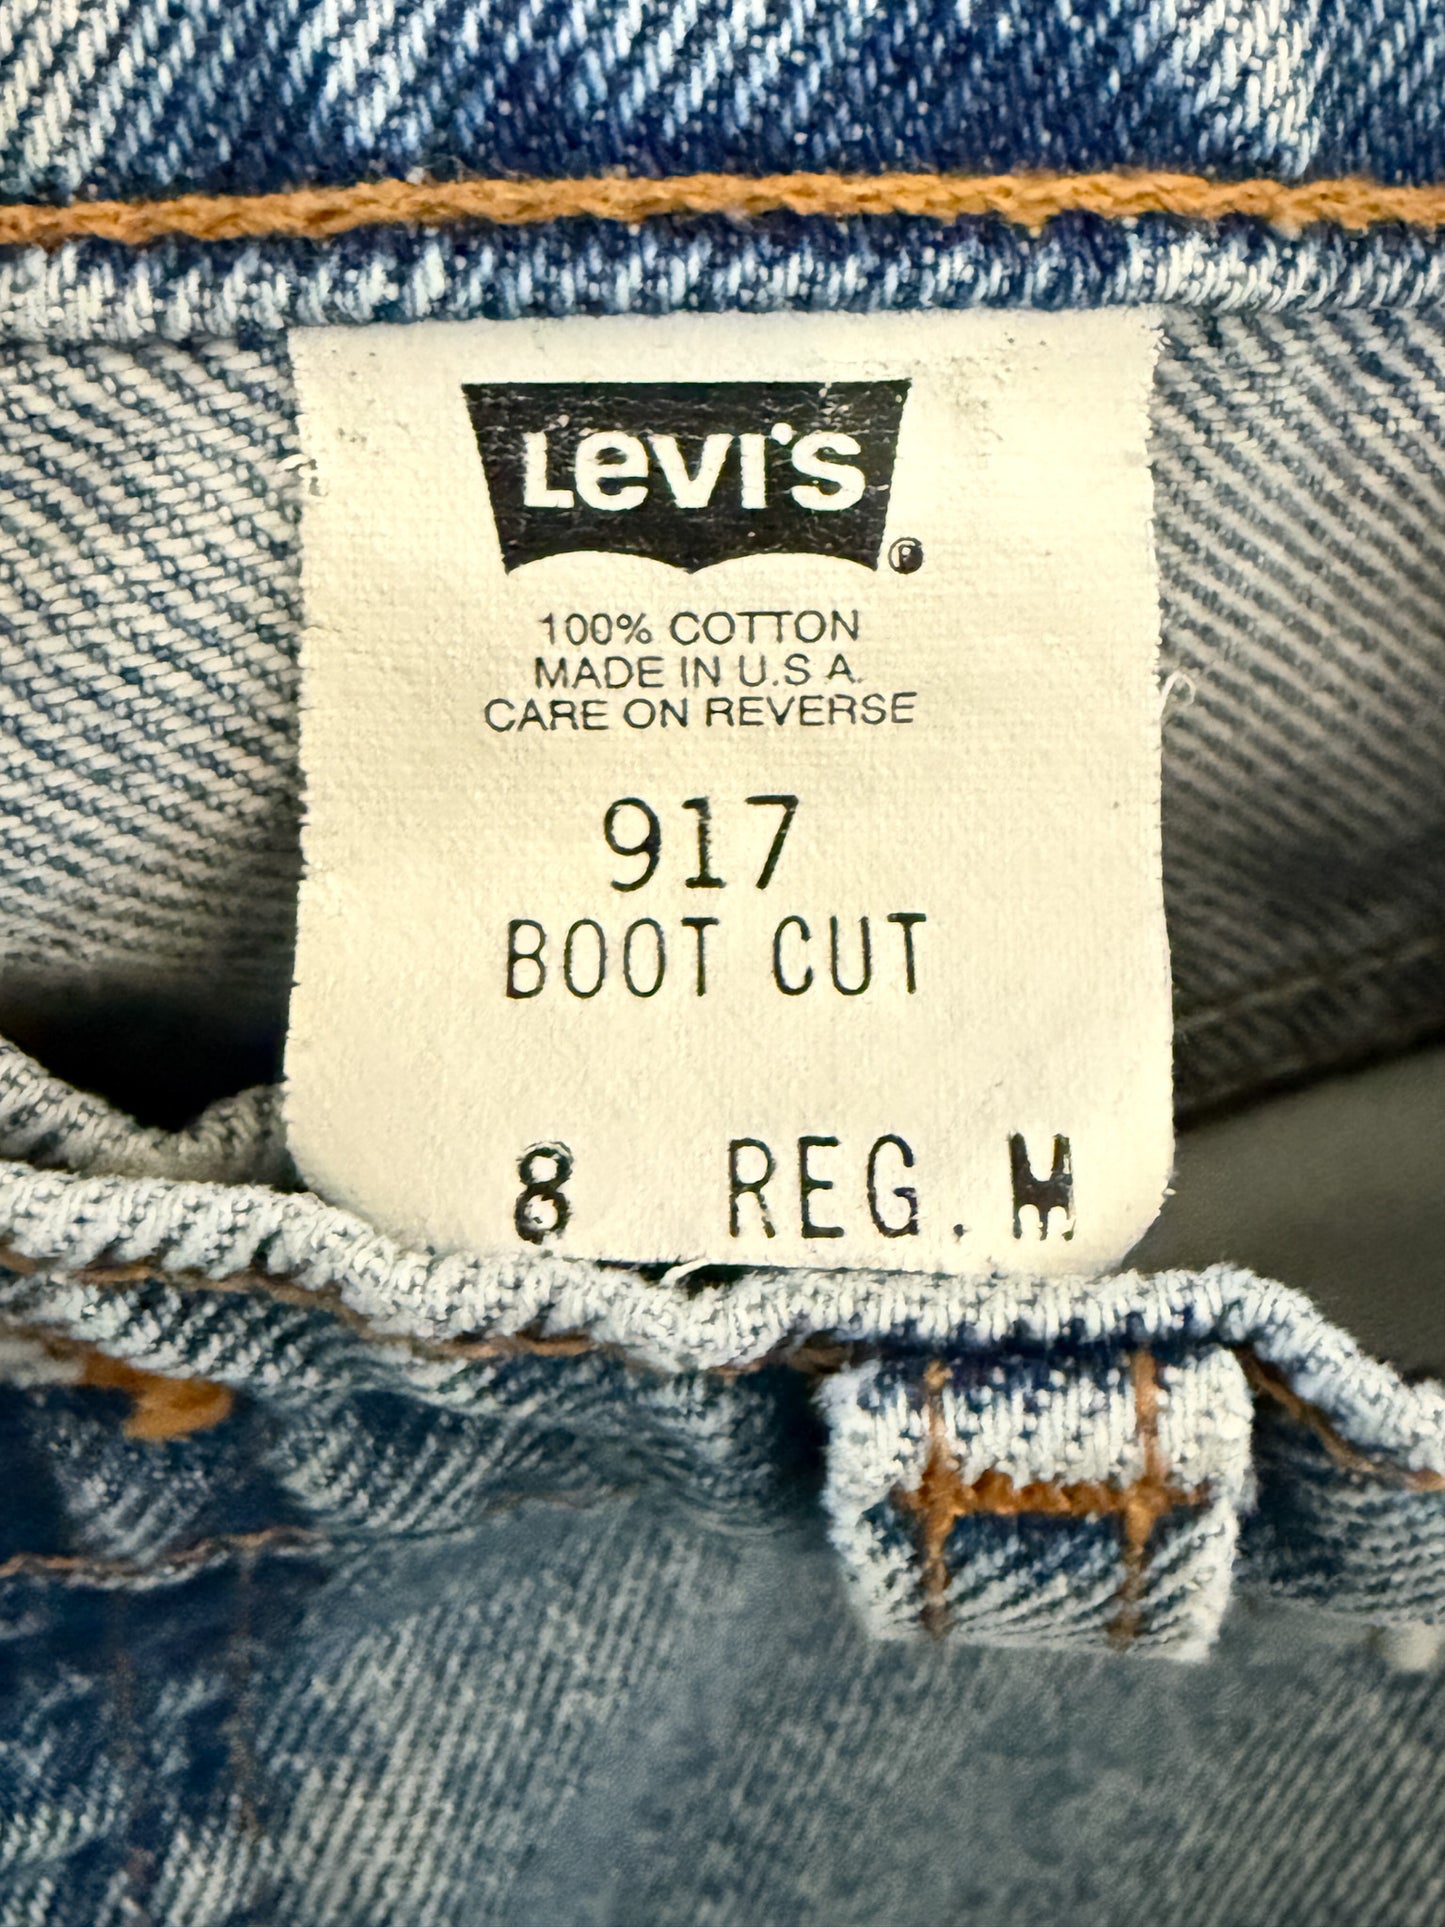 Levi's ®
100% COTTON
MADE IN U.S.A.
CARE ON REVERSE
917
BOOT CUT
8 REG. M